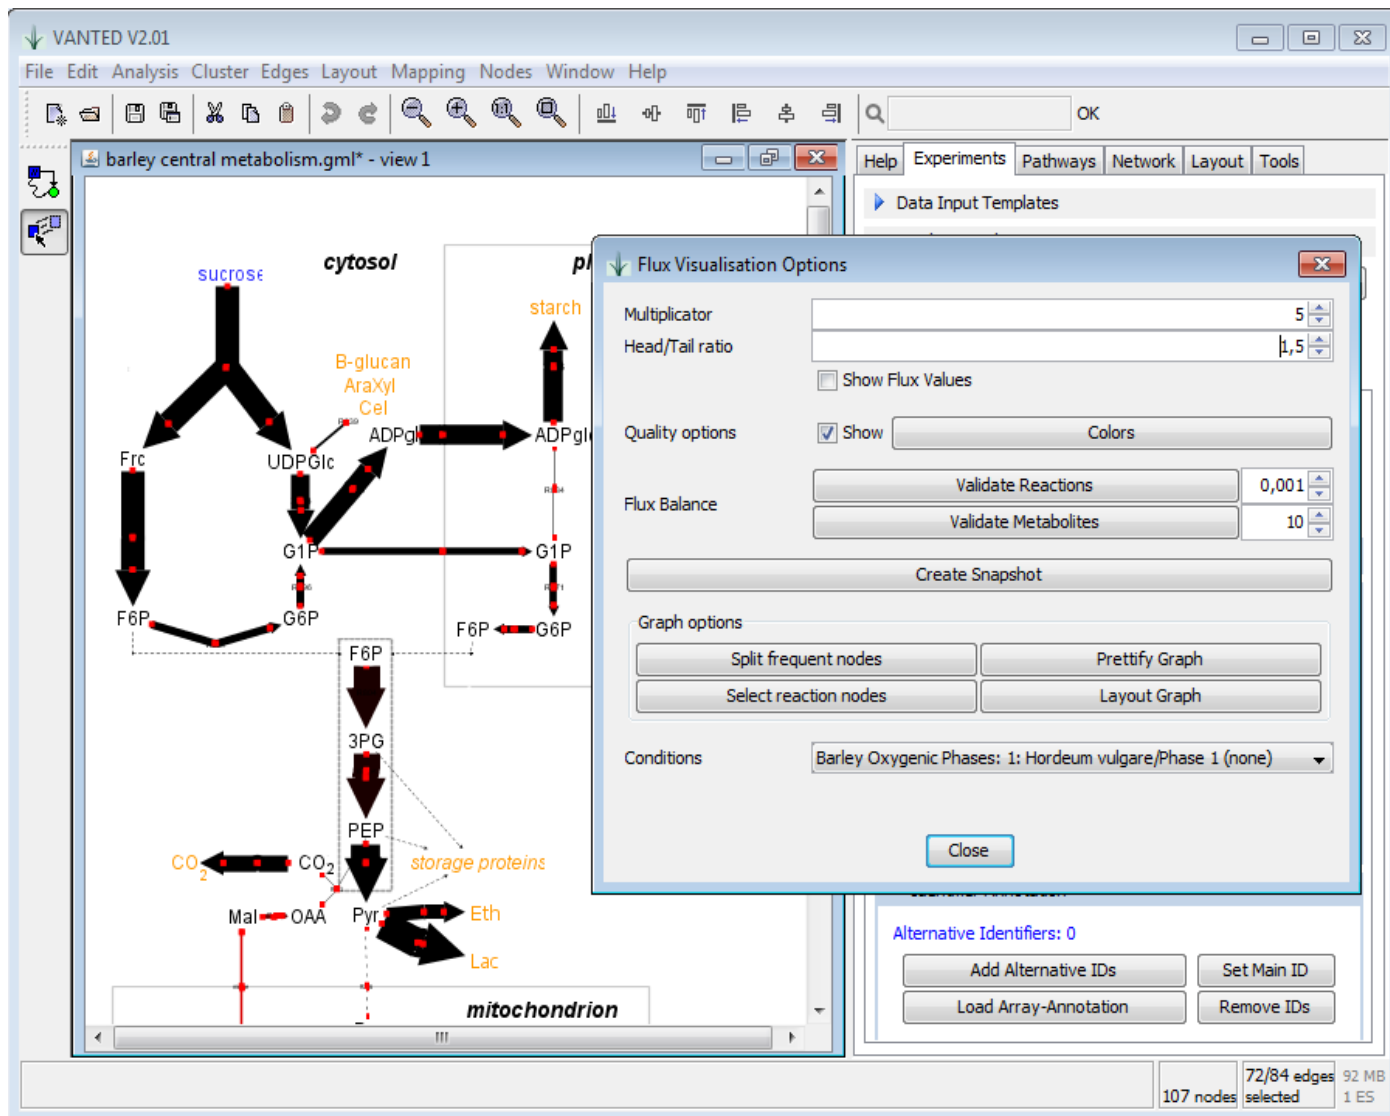 VANTED V2.01
File Edit Analysis Cluster Edges Layout Mapping Nodes Window Help
OK
barley central metabolism.gml* - view 1
Help Experiments Pathways Network Layout Tools
Data Input Templates
cytosol
sucrose
starch
B-glucan
AraXyl
Cel
ADPgl
ADPglc
Frc
UDPGlc
G1P
G1P
F6P
G6P
F6P
G6P
F6P
3PG
PEP
CO2
CO2
storage proteins
Mal
OAA
Pyr
Eth
Lac
mitochondrion
Flux Visualisation Options
Multiplicator 5
Head/Tail ratio 1,5
Show Flux Values
Quality options Show Colors
Flux Balance Validate Reactions 0,001
Validate Metabolites 10
Create Snapshot
Graph options
Split frequent nodes Prettify Graph
Select reaction nodes Layout Graph
Conditions Barley Oxygenic Phases: 1: Hordeum vulgare/Phase 1 (none)
Close
Alternative Identifiers: 0
Add Alternative IDs Set Main ID
Load Array-Annotation Remove IDs
107 nodes
72/84 edges
selected
92 MB
1 ES